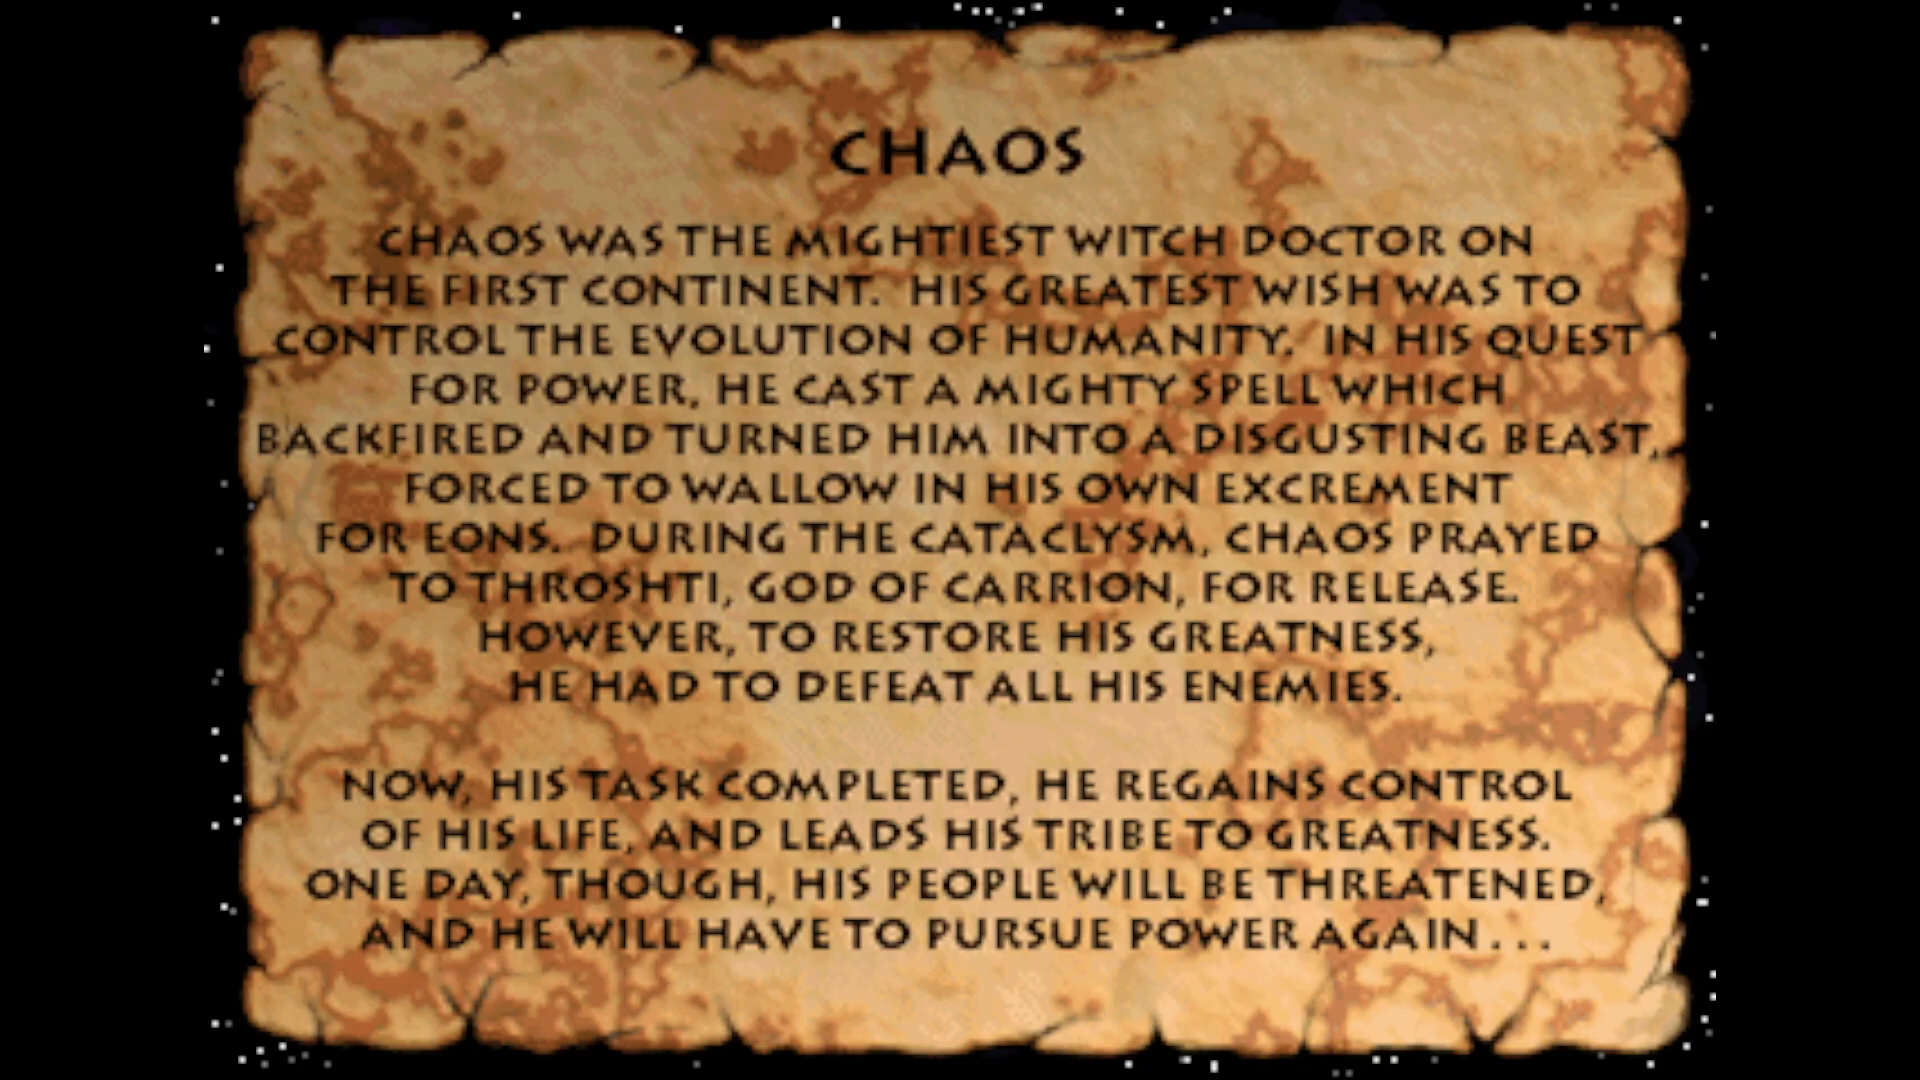 CHAOS
CHAOS WAS THE MIGHTIEST WITCH DOCTOR ON
THE FIRST CONTINENT. HIS GREATEST WISH WAS TO
CONTROL THE EVOLUTION OF HUMANITY. IN HIS QUEST
FOR POWER, HE CAST A MIGHTY SPELL WHICH
BACKFIRED AND TURNED HIM INTO A DISGUSTING BEAST,
FORCED TO WALLOW IN HIS OWN EXCREMENT
FOR EONS. DURING THE CATACLYSM, CHAOS PRAYED
TO THROSHTI, GOD OF CARRION, FOR RELEASE.
HOWEVER, TO RESTORE HIS GREATNESS,
HE HAD TO DEFEAT ALL HIS ENEMIES.
NOW, HIS TASK COMPLETED, HE REGAINS CONTROL
OF HIS LIFE, AND LEADS HIS TRIBE TO GREATNESS.
ONE DAY, THOUGH, HIS PEOPLE WILL BE THREATENED,
AND HE WILL HAVE TO PURSUE POWER AGAIN...